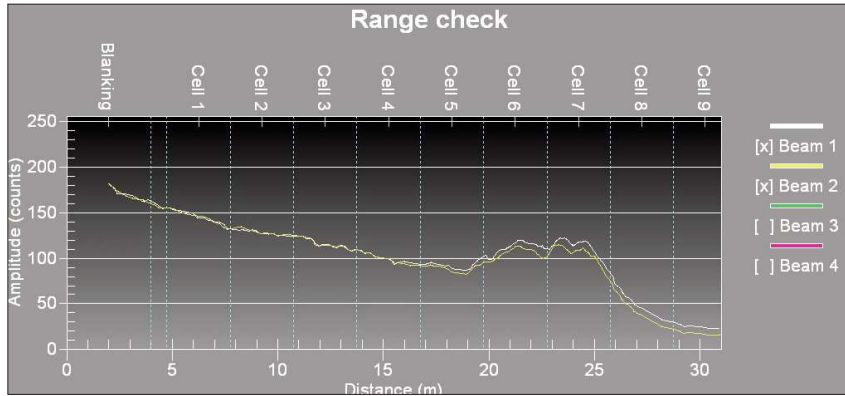 Range check
Blanking
Cell 1
Cell 2
Cell 3
Cell 4
Cell 5
Cell 6
Cell 7
Cell 8
Cell 9
Amplitude (counts)
250
200
150
100
50
0
0 5 10 15 20 25 30
Distance (m)
[x] Beam 1
[x] Beam 2
[ ] Beam 3
[ ] Beam 4